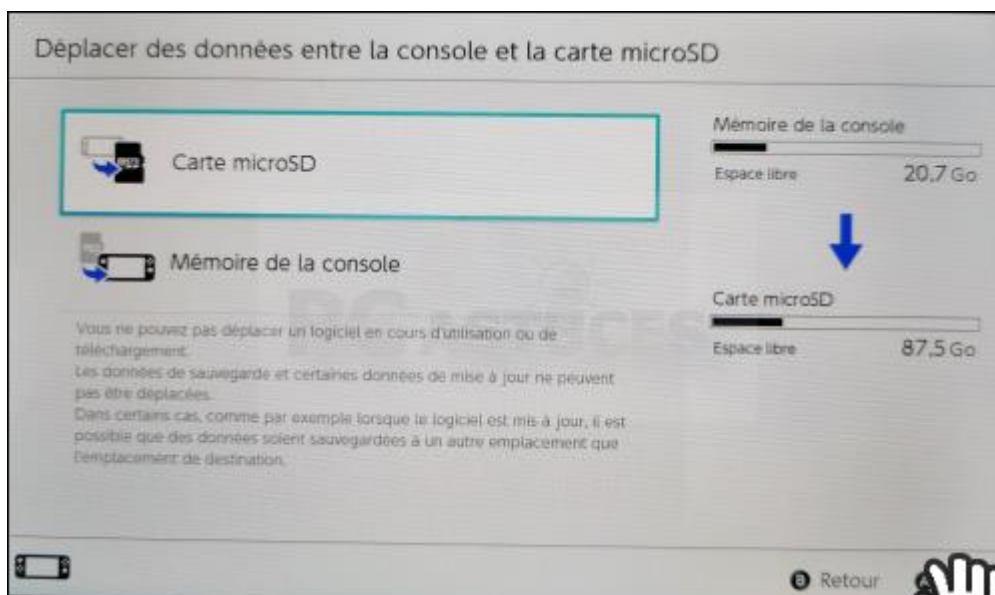 Déplacer des données entre la console et la carte microSD
Carte microSD
Mémoire de la console
Vous ne pouvez pas déplacer un logiciel en cours d'utilisation ou de
téléchargement.
Les données de sauvegarde et certaines données de mise à jour ne peuvent
pas être déplacées.
Dans certains cas, comme par exemple lorsque le logiciel est mis à jour, il est
possible que des données soient sauvegardées à un autre emplacement que
l'emplacement de destination.
Mémoire de la console
Espace libre 20,7 Go
Carte microSD
Espace libre 87,5 Go
PC ASTUCES
B Retour